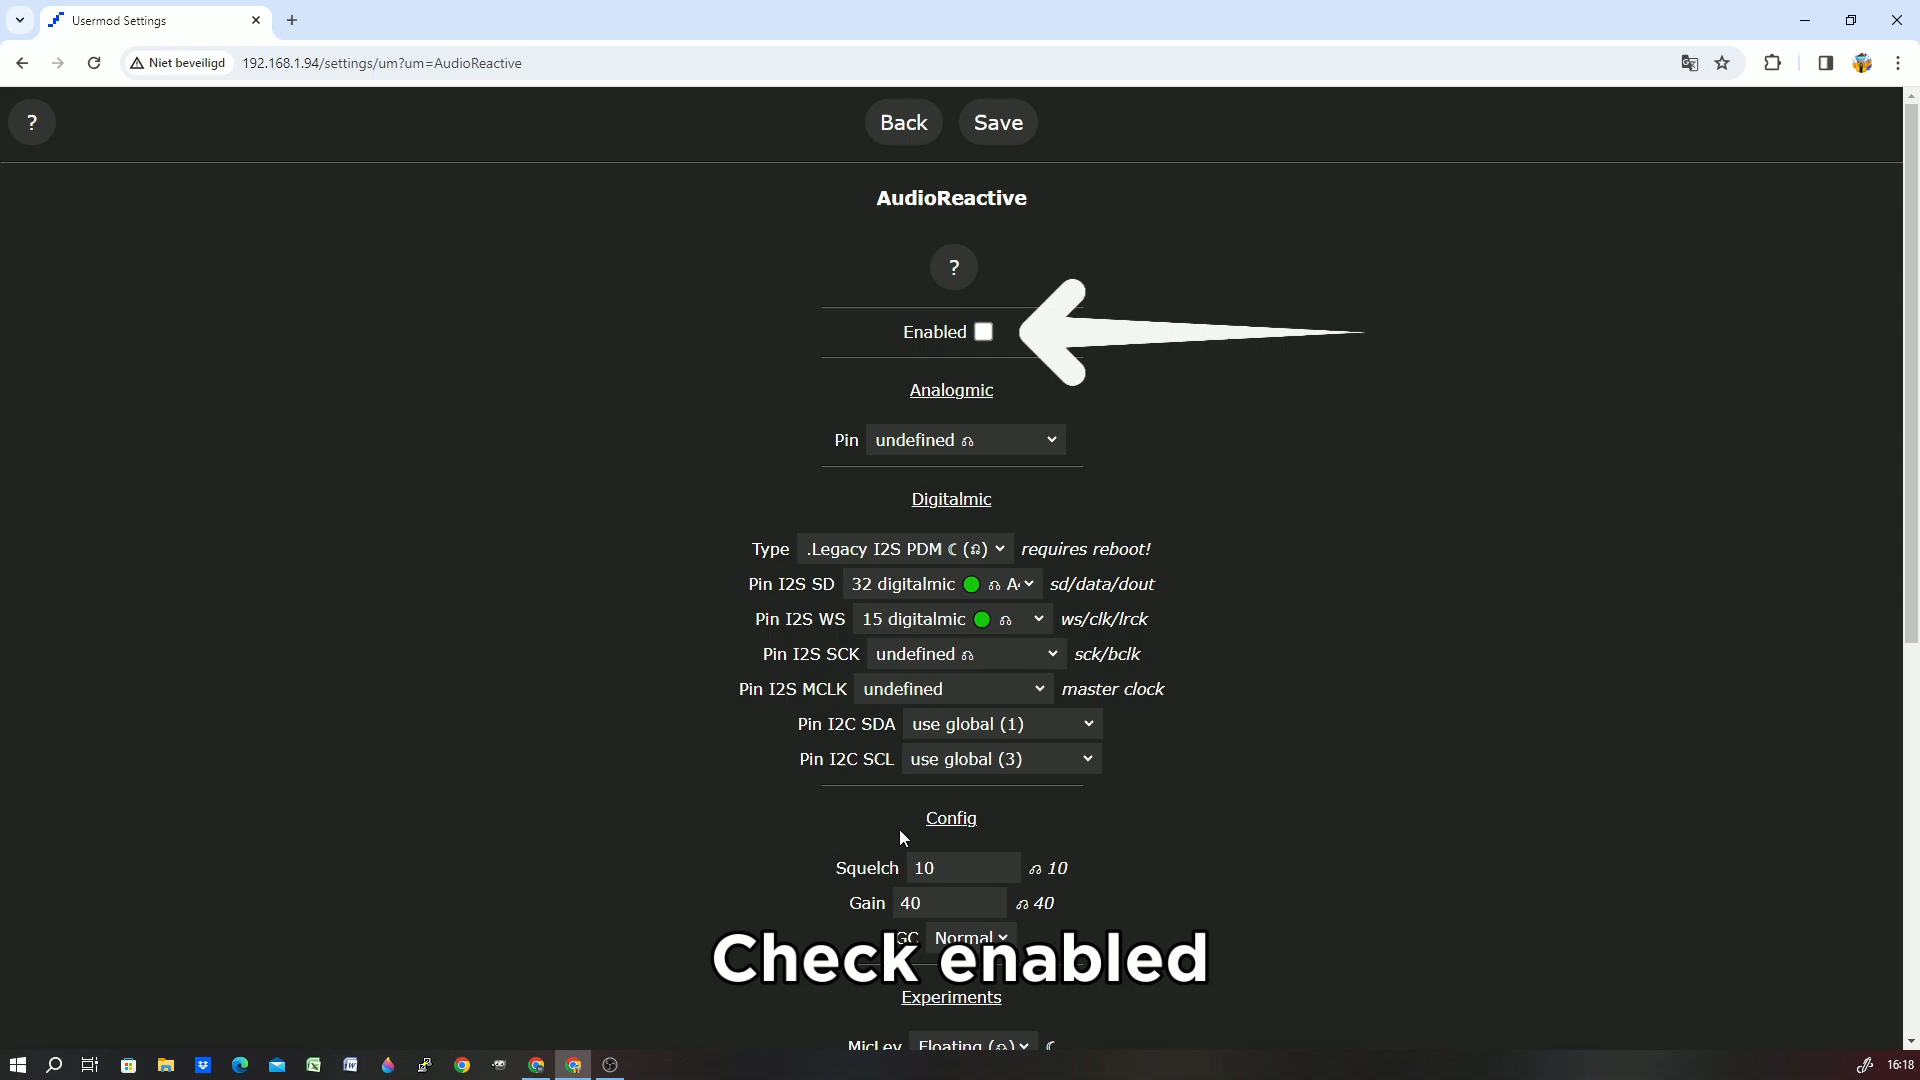 Usermod Settings
Niet beveiligd 192.168.1.94/settings/um?um=AudioReactive
? Back Save
AudioReactive
?
Enabled
Analogmic
Pin undefined
Digitalmic
Type .Legacy I2S PDM ☾ (Ꭷ) requires reboot!
Pin I2S SD 32 digitalmic 🟢 sd/data/dout
Pin I2S WS 15 digitalmic 🟢 ws/clk/lrck
Pin I2S SCK undefined sck/bclk
Pin I2S MCLK undefined master clock
Pin I2C SDA use global (1)
Pin I2C SCL use global (3)
Config
Squelch 10 10
Gain 40 40
GC Normal
Check enabled
Experiments
MicLev Floating
16:18